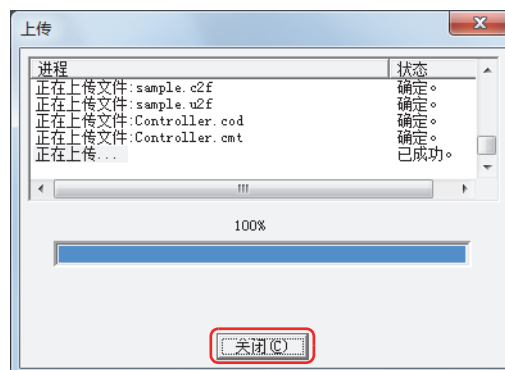 上传
进程 状态
正在上传文件:sample.c2f 确定。
正在上传文件:sample.u2f 确定。
正在上传文件:Controller.cod 确定。
正在上传文件:Controller.cmt 确定。
正在上传... 已成功。
100%
关闭(C)